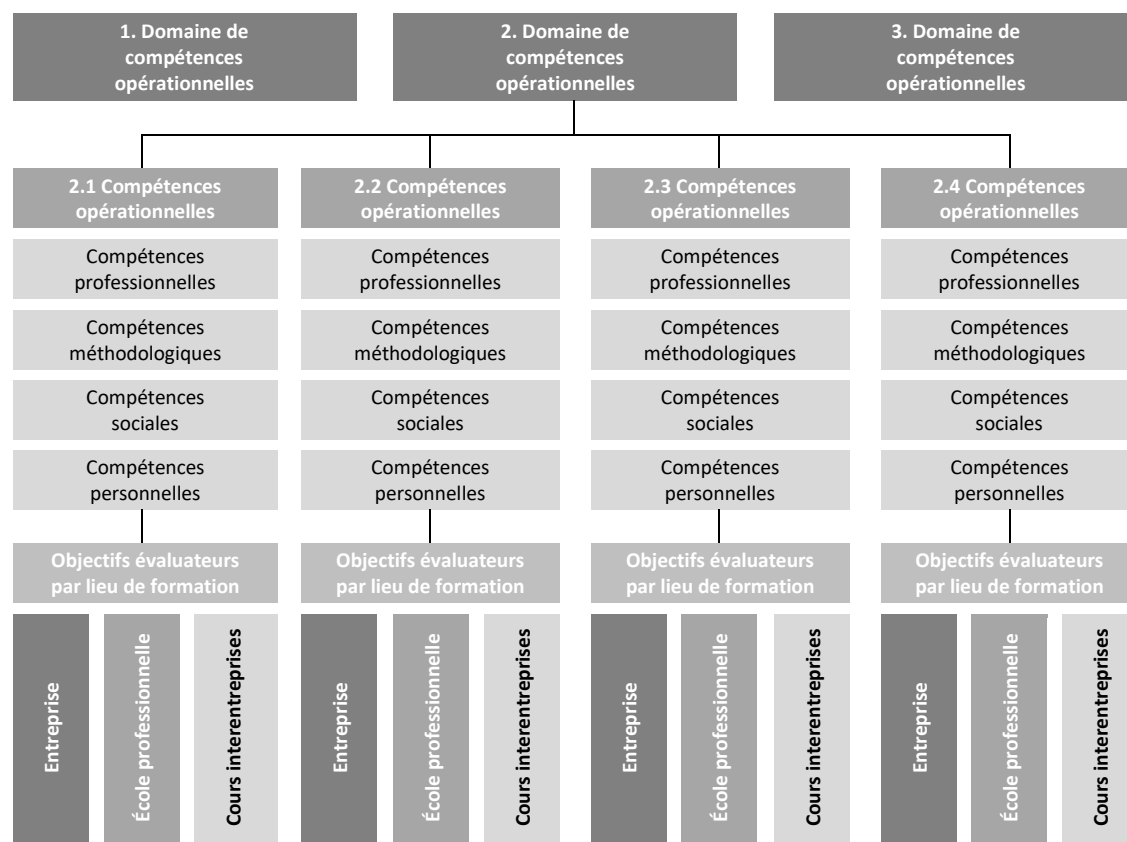 1. Domaine de
compétences
opérationnelles
2. Domaine de
compétences
opérationnelles
3. Domaine de
compétences
opérationnelles
2.1 Compétences
opérationnelles
2.2 Compétences
opérationnelles
2.3 Compétences
opérationnelles
2.4 Compétences
opérationnelles
Compétences
professionnelles
Compétences
professionnelles
Compétences
professionnelles
Compétences
professionnelles
Compétences
méthodologiques
Compétences
méthodologiques
Compétences
méthodologiques
Compétences
méthodologiques
Compétences
sociales
Compétences
sociales
Compétences
sociales
Compétences
sociales
Compétences
personnelles
Compétences
personnelles
Compétences
personnelles
Compétences
personnelles
Objectifs évaluateurs
par lieu de formation
Objectifs évaluateurs
par lieu de formation
Objectifs évaluateurs
par lieu de formation
Objectifs évaluateurs
par lieu de formation
Entreprise
École professionnelle
Cours interentreprises
Entreprise
École professionnelle
Cours interentreprises
Entreprise
École professionnelle
Cours interentreprises
Entreprise
École professionnelle
Cours interentreprises